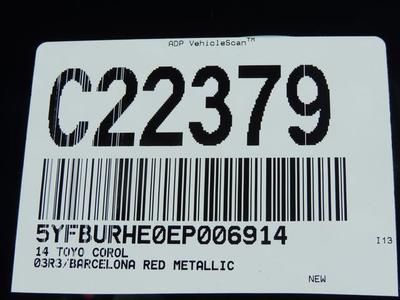 ADP VehicleScan™
C22379
5YFBURHE0EP006914
I13
14 TOYO COROL
03R3/BARCELONA RED METALLIC
NEW